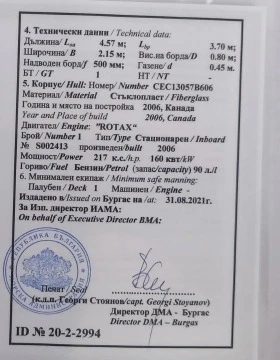 4. Технически данни / Technical data:
Дължина/Loa 4.57 м; Lbp 3.70 м;
Широчина/B 2.15 м; Вис.на борда/D 0.80 м;
Надводен борд/f 500 мм; Газене/d 0.45 м.
БТ / GT 1 НТ / NT -
5. Корпус/Hull: Номер/Number CEC13057B606
Материал/Material Стъклопласт/Fiberglass
Година и място на постройка 2006, Канада
Year and Place of build 2006, Canada
Двигател/Engine: "ROTAX"
Брой/Number 1 Тип/Type Стационарен/Inboard
№ S002413 произведен/built 2006
Мощност/Power 217 к.с./h.p. 160 квт/kW
Гориво/Fuel Бензин/Petrol (запас/capacity) 90 л./l
6. Минимален екипаж / Minimum safe manning:
Палубен / Deck 1 Машинен / Engine -
Издадено в/Issued on Бургас на 31.08.2021г.
За Изп. директор ИАМА:
On behalf of Executive Director BMA:
Печат / Seal
(к.д.п. Георги Стоянов/capt. Georgi Stoyanov)
Директор ДМА - Бургас
Director DMA – Burgas
ID № 20-2-2994